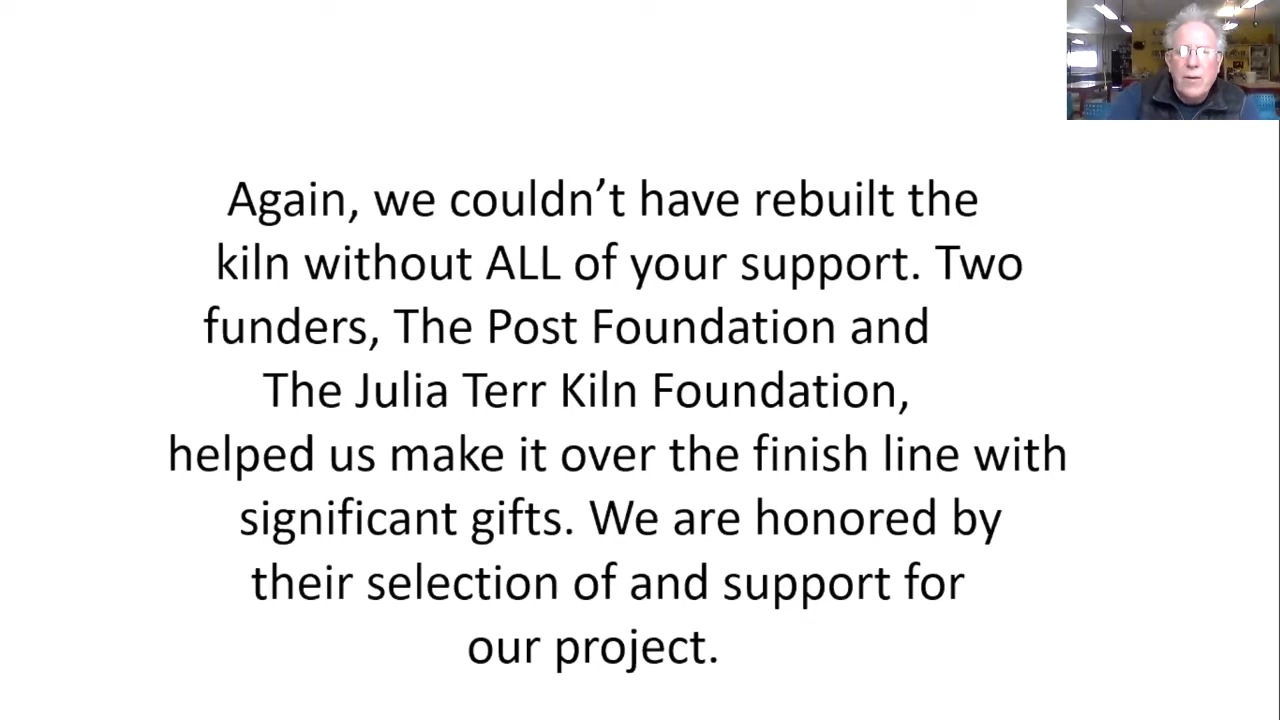 Again, we couldn’t have rebuilt the
kiln without ALL of your support. Two
funders, The Post Foundation and
The Julia Terr Kiln Foundation,
helped us make it over the finish line with
significant gifts. We are honored by
their selection of and support for
our project.